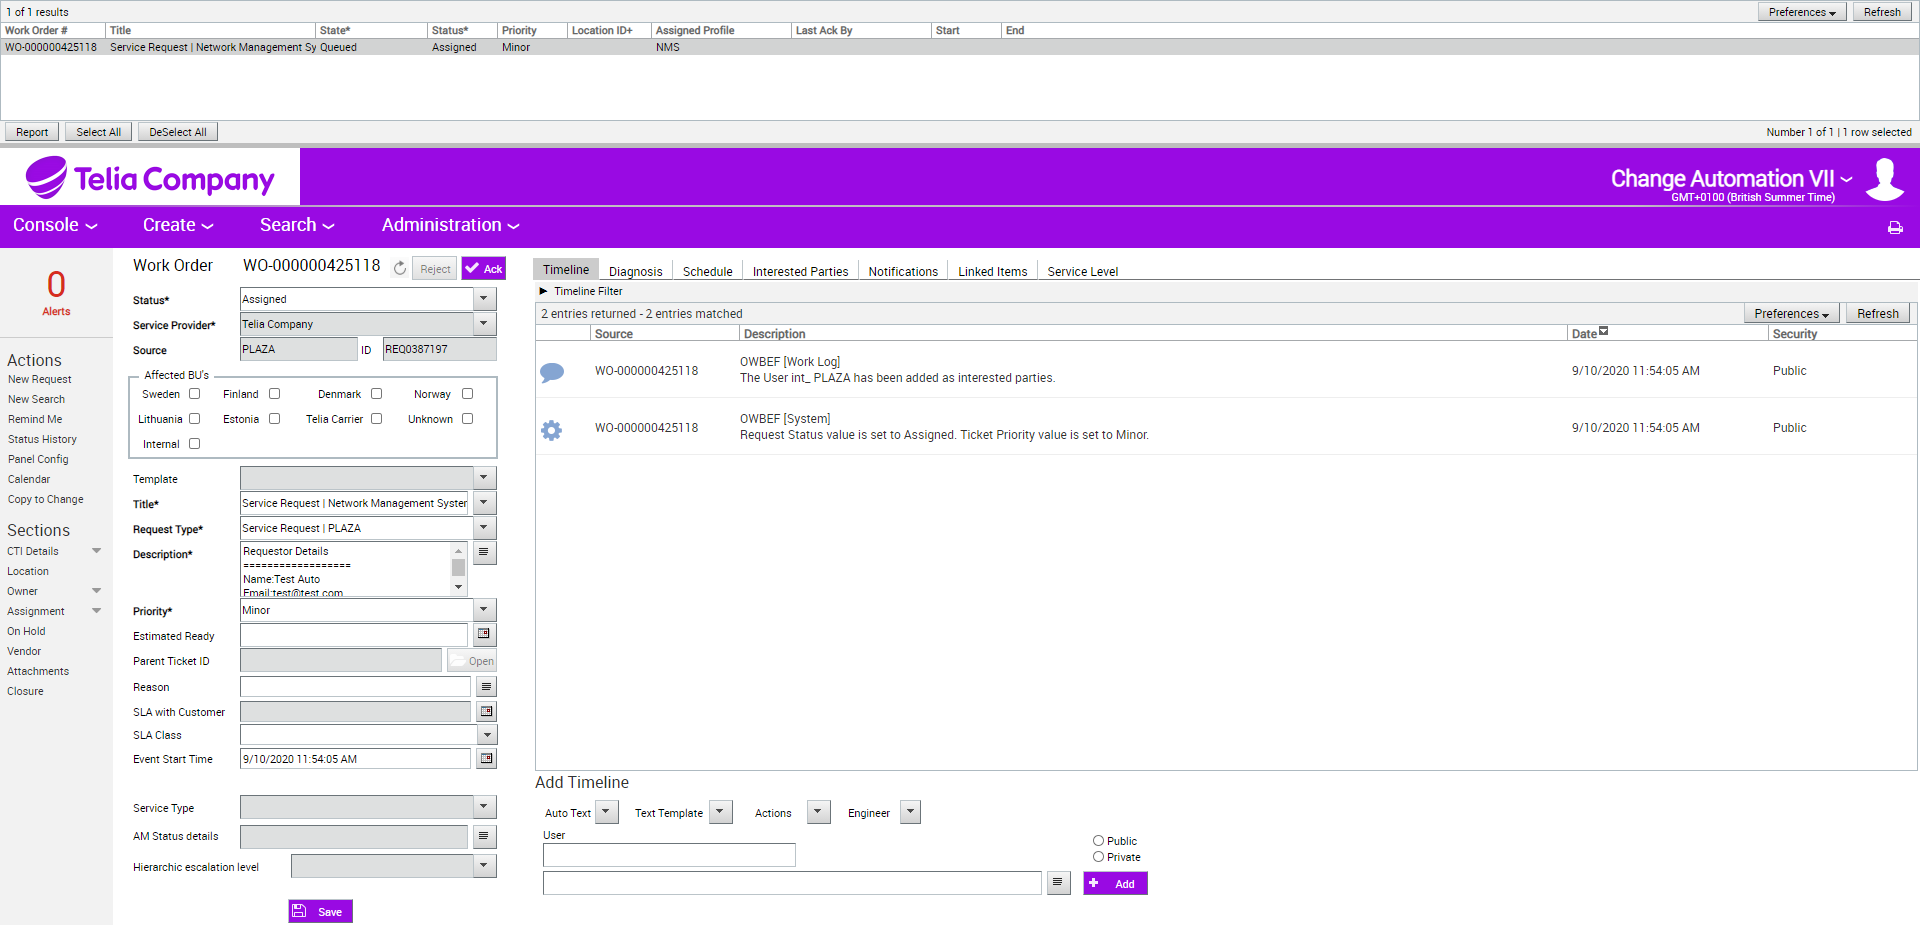 1 of 1 results
Preferences Refresh
Work Order # Title State* Status* Priority Location ID+ Assigned Profile Last Ack By Start End
WO-000000425118 Service Request | Network Management Sy Queued Assigned Minor NMS
Report Select All DeSelect All Number 1 of 1 | 1 row selected
Telia Company
Change Automation VII
GMT+0100 (British Summer Time)
Console Create Search Administration
0
Alerts
Actions
New Request
New Search
Remind Me
Status History
Panel Config
Calendar
Copy to Change
Sections
CTI Details
Location
Owner
Assignment
On Hold
Vendor
Attachments
Closure
Work Order WO-000000425118 Reject Ack
Status* Assigned
Service Provider* Telia Company
Source PLAZA ID REQ0387197
Affected BU's
Sweden Finland Denmark Norway
Lithuania Estonia Telia Carrier Unknown
Internal
Template
Title* Service Request | Network Management Syster
Request Type* Service Request | PLAZA
Description* Requestor Details
==================
Name:Test Auto
Email:test@test.com
Priority* Minor
Estimated Ready
Parent Ticket ID Open
Reason
SLA with Customer
SLA Class
Event Start Time 9/10/2020 11:54:05 AM
Service Type
AM Status details
Hierarchic escalation level
Save
Timeline Diagnosis Schedule Interested Parties Notifications Linked Items Service Level
Timeline Filter
2 entries returned - 2 entries matched Preferences Refresh
Source Description Date Security
OWBEF [Work Log]
WO-000000425118 The User int_ PLAZA has been added as interested parties. 9/10/2020 11:54:05 AM Public
OWBEF [System]
WO-000000425118 Request Status value is set to Assigned. Ticket Priority value is set to Minor. 9/10/2020 11:54:05 AM Public
Add Timeline
Auto Text Text Template Actions Engineer
User
Public
Private
Add